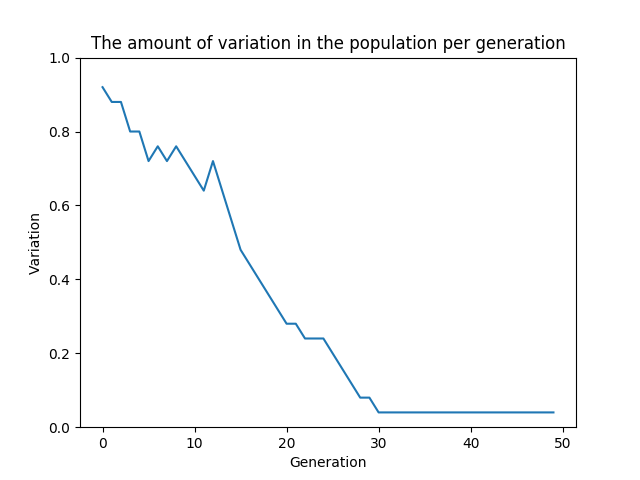 The amount of variation in the population per generation
1.0
0.8
0.6
0.4
0.2
0.0
Variation
0 10 20 30 40 50
Generation